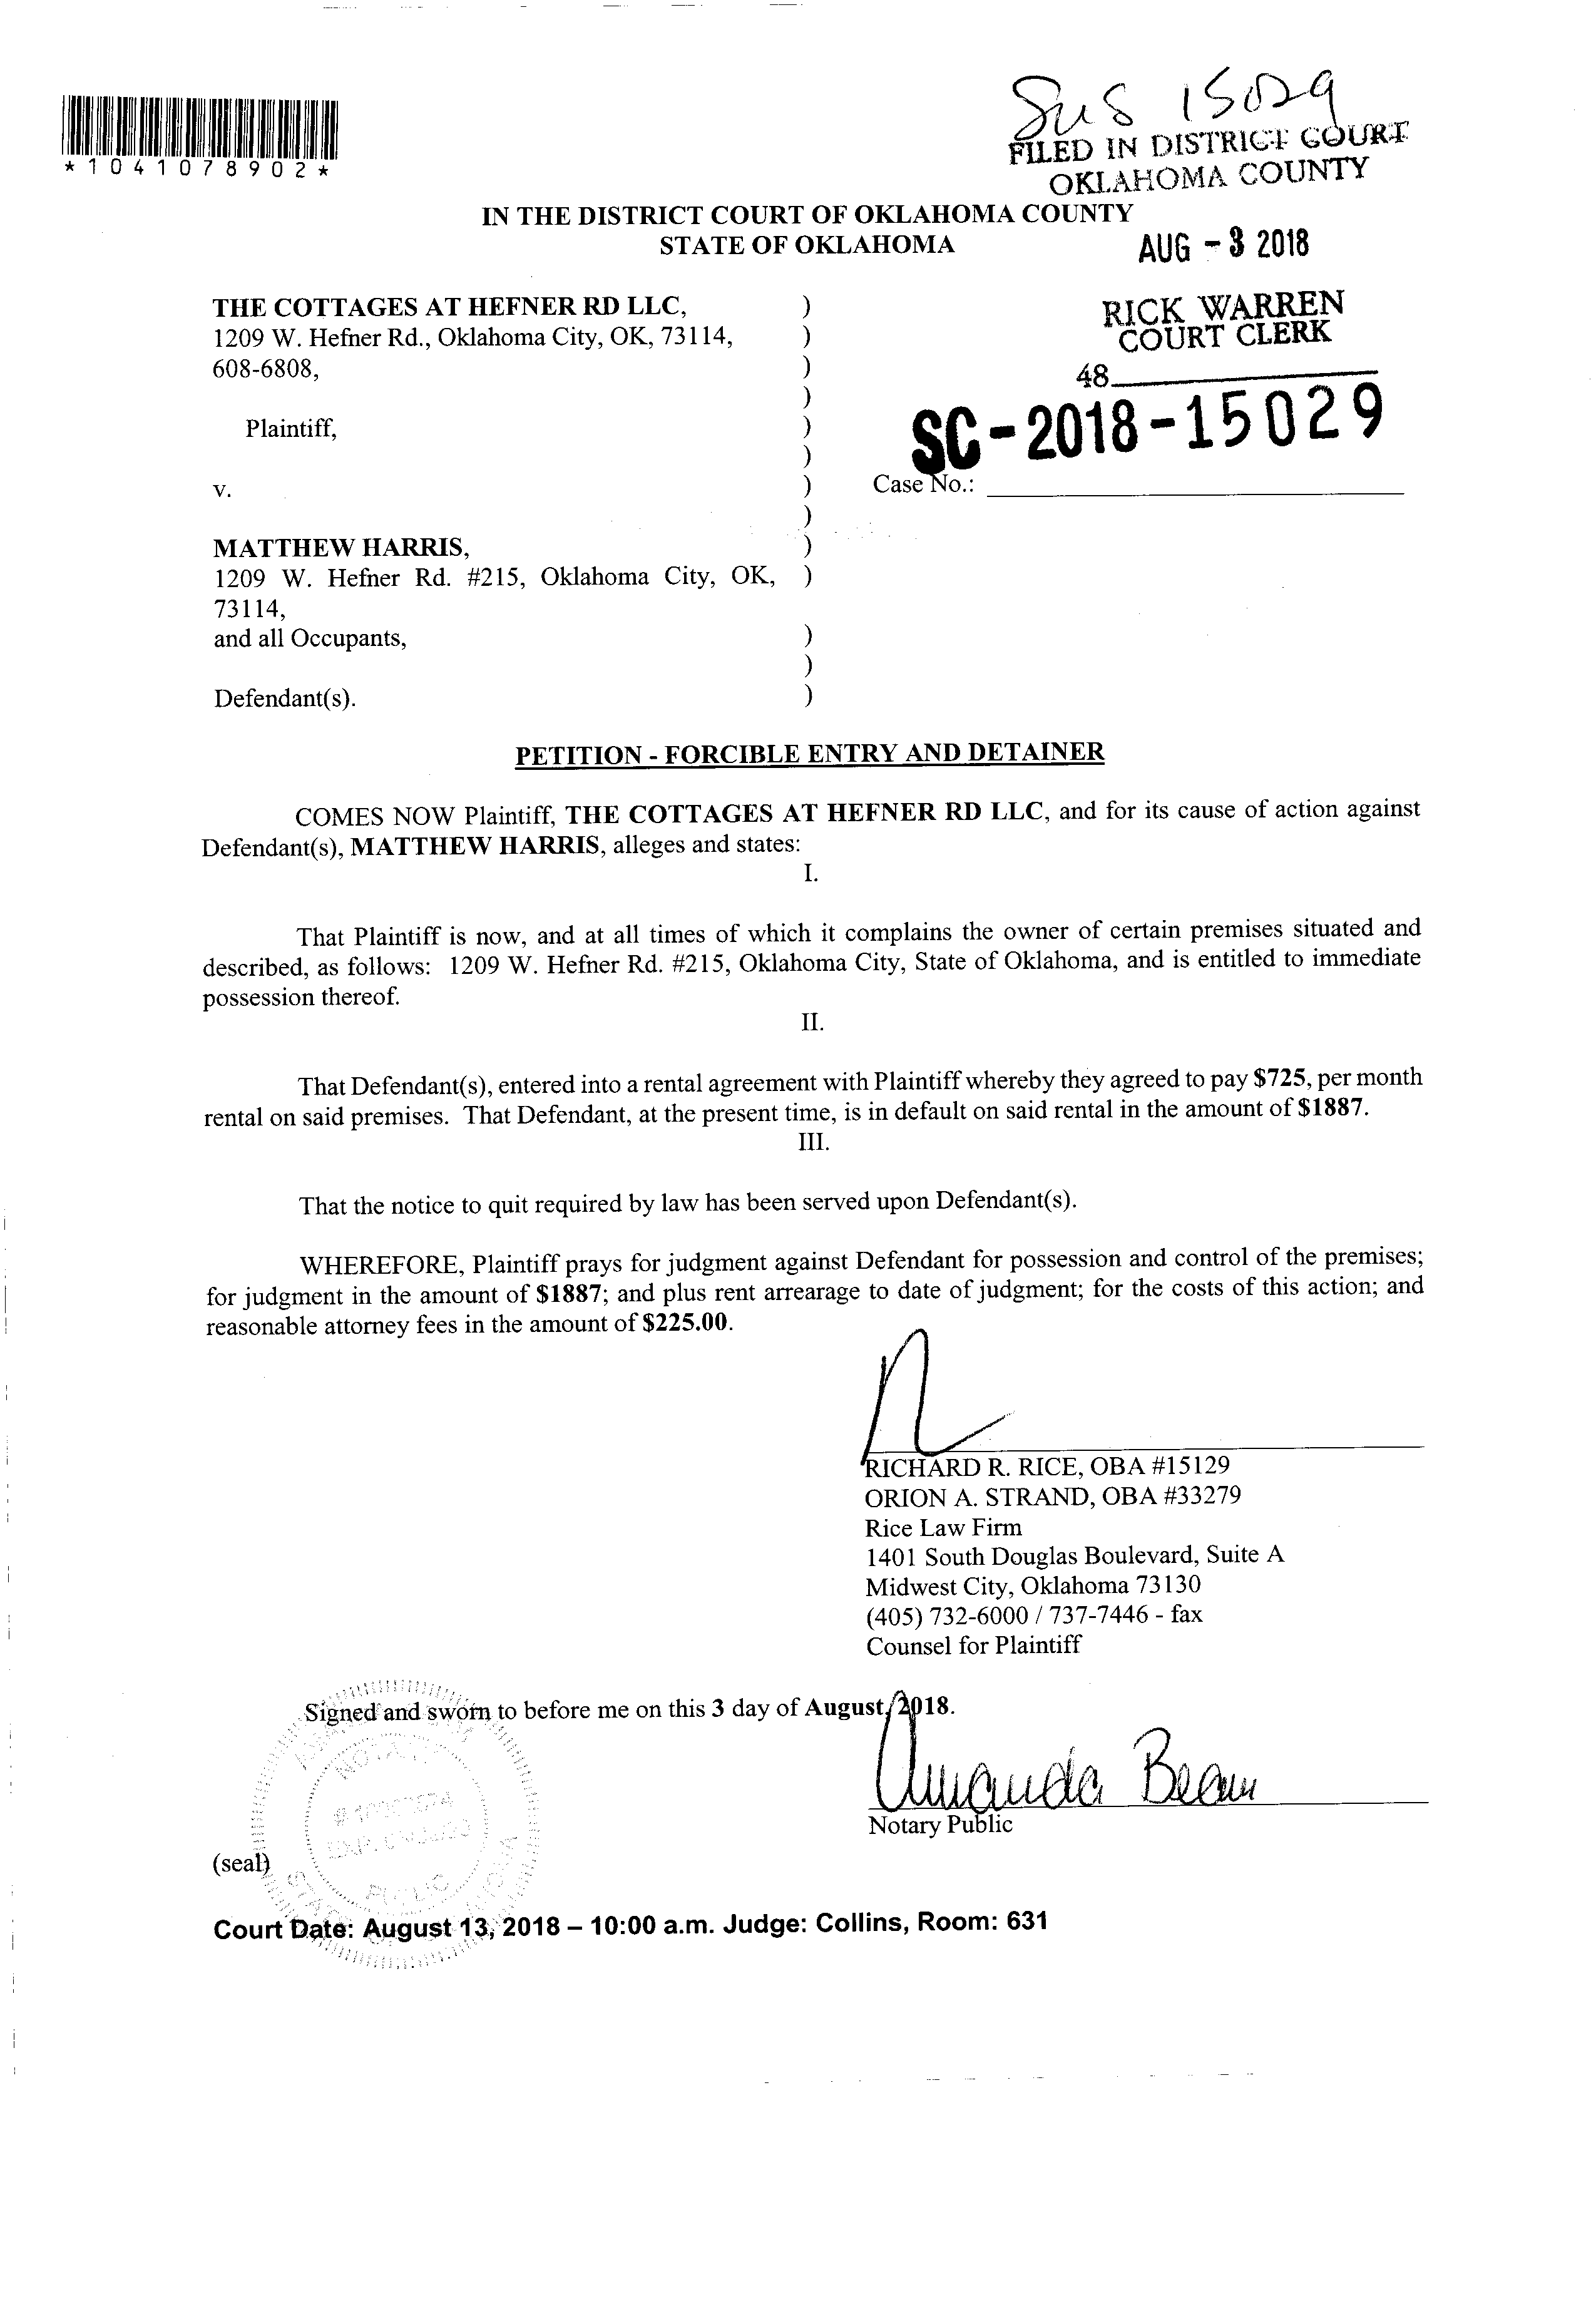 *1041078902*
SuS 15029
FILED IN DISTRICT COURT
OKLAHOMA COUNTY
IN THE DISTRICT COURT OF OKLAHOMA COUNTY
STATE OF OKLAHOMA
AUG -3 2018
THE COTTAGES AT HEFNER RD LLC, )
1209 W. Hefner Rd., Oklahoma City, OK, 73114, )
608-6808, )
)
Plaintiff, )
)
v. )
)
MATTHEW HARRIS, )
1209 W. Hefner Rd. #215, Oklahoma City, OK, )
73114,
and all Occupants, )
)
Defendant(s). )
RICK WARREN
COURT CLERK
48
SC-2018-15029
Case No.:
PETITION - FORCIBLE ENTRY AND DETAINER
COMES NOW Plaintiff, THE COTTAGES AT HEFNER RD LLC, and for its cause of action against
Defendant(s), MATTHEW HARRIS, alleges and states:
I.
That Plaintiff is now, and at all times of which it complains the owner of certain premises situated and
described, as follows: 1209 W. Hefner Rd. #215, Oklahoma City, State of Oklahoma, and is entitled to immediate
possession thereof.
II.
That Defendant(s), entered into a rental agreement with Plaintiff whereby they agreed to pay $725, per month
rental on said premises. That Defendant, at the present time, is in default on said rental in the amount of $1887.
III.
That the notice to quit required by law has been served upon Defendant(s).
WHEREFORE, Plaintiff prays for judgment against Defendant for possession and control of the premises;
for judgment in the amount of $1887; and plus rent arrearage to date of judgment; for the costs of this action; and
reasonable attorney fees in the amount of $225.00.
RICHARD R. RICE, OBA #15129
ORION A. STRAND, OBA #33279
Rice Law Firm
1401 South Douglas Boulevard, Suite A
Midwest City, Oklahoma 73130
(405) 732-6000 / 737-7446 - fax
Counsel for Plaintiff
Signed and sworn to before me on this 3 day of August, 2018.
Amanda Beam
Notary Public
NOTARY
PUBLIC
(seal)
Court Date: August 13, 2018 – 10:00 a.m. Judge: Collins, Room: 631